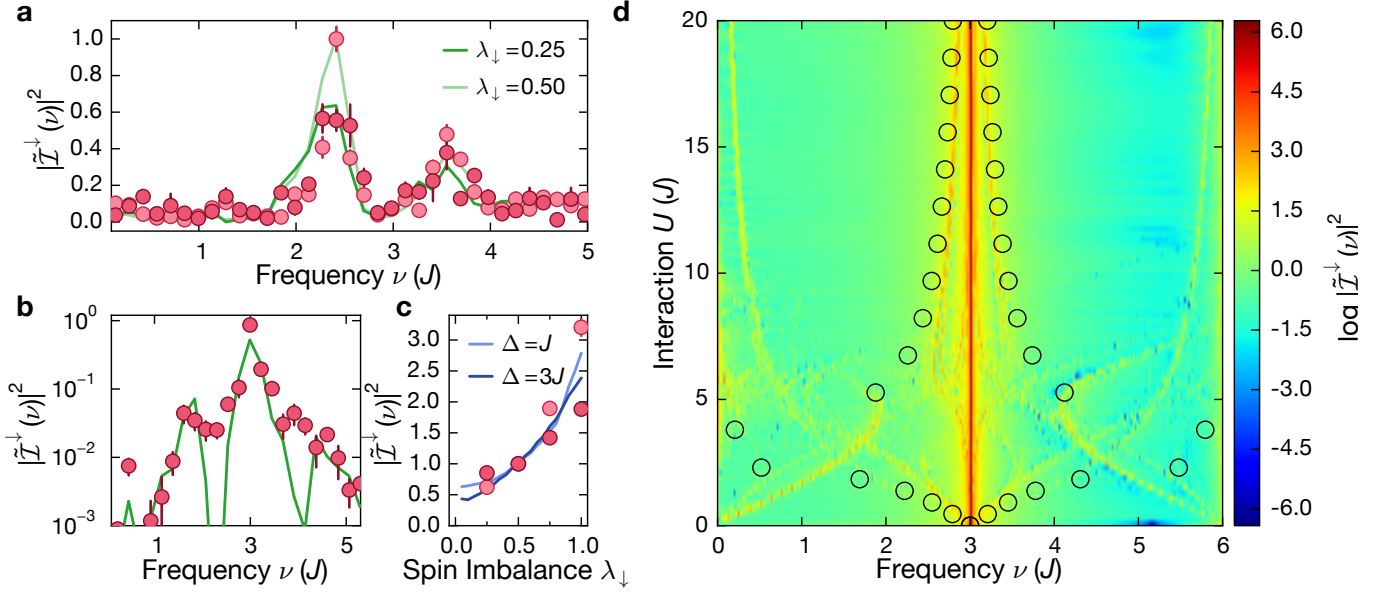 a
|Ĩ↓(ν)|²
1.0
0.8
0.6
0.4
0.2
0.0
λ↓=0.25
λ↓=0.50
1 2 3 4 5
Frequency ν (J)
b
|Ĩ↓(ν)|²
10⁰
10⁻¹
10⁻²
10⁻³
1 3 5
Frequency ν (J)
c
|Ĩ↓(ν)|²
3.0
2.5
2.0
1.5
1.0
0.5
0.0
Δ=J
Δ=3J
0.0 0.5 1.0
Spin Imbalance λ↓
d
Interaction U (J)
20
15
10
5
0
0 1 2 3 4 5 6
Frequency ν (J)
6.0
4.5
3.0
1.5
0.0
-1.5
-3.0
-4.5
-6.0
log |Ĩ↓(ν)|²